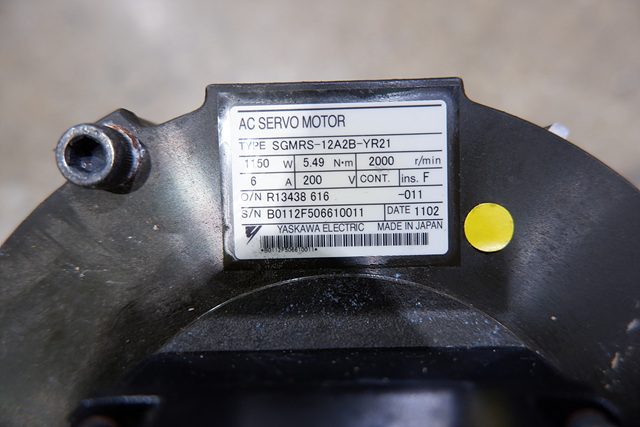 AC SERVO MOTOR
TYPE SGMRS-12A2B-YR21
1150 W 5.49 N·m 2000 r/min
6 A 200 V CONT. ins. F
O/N R13438 616 -011
S/N B0112F506610011 DATE 1102
YASKAWA ELECTRIC MADE IN JAPAN